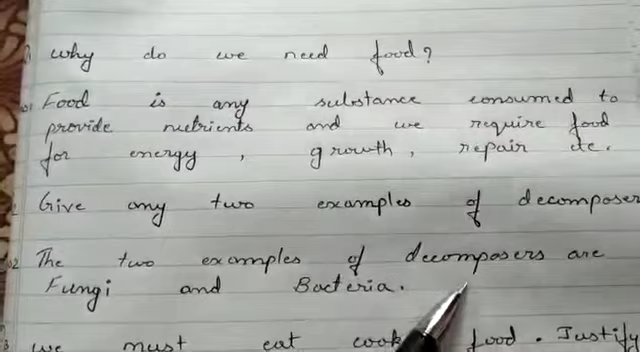 why do we need food?
Food is any substance consumed to
provide nutrients and we require food
for energy, growth, repair etc.
Give any two examples of decomposer
The two examples of decomposers are
Fungi and Bacteria.
we must eat cook food. Justify